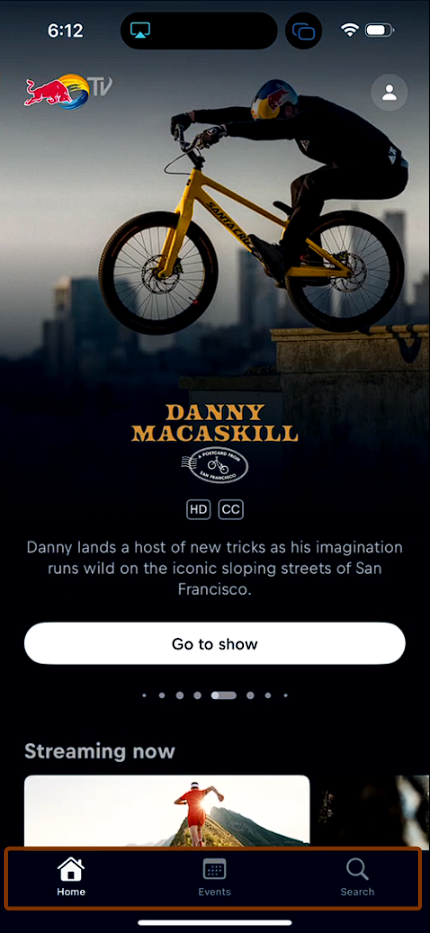 6:12
TV
DANNY
MACASKILL
A POSTCARD FROM
SAN FRANCISCO
HD CC
Danny lands a host of new tricks as his imagination
runs wild on the iconic sloping streets of San
Francisco.
Go to show
Streaming now
Home Events Search